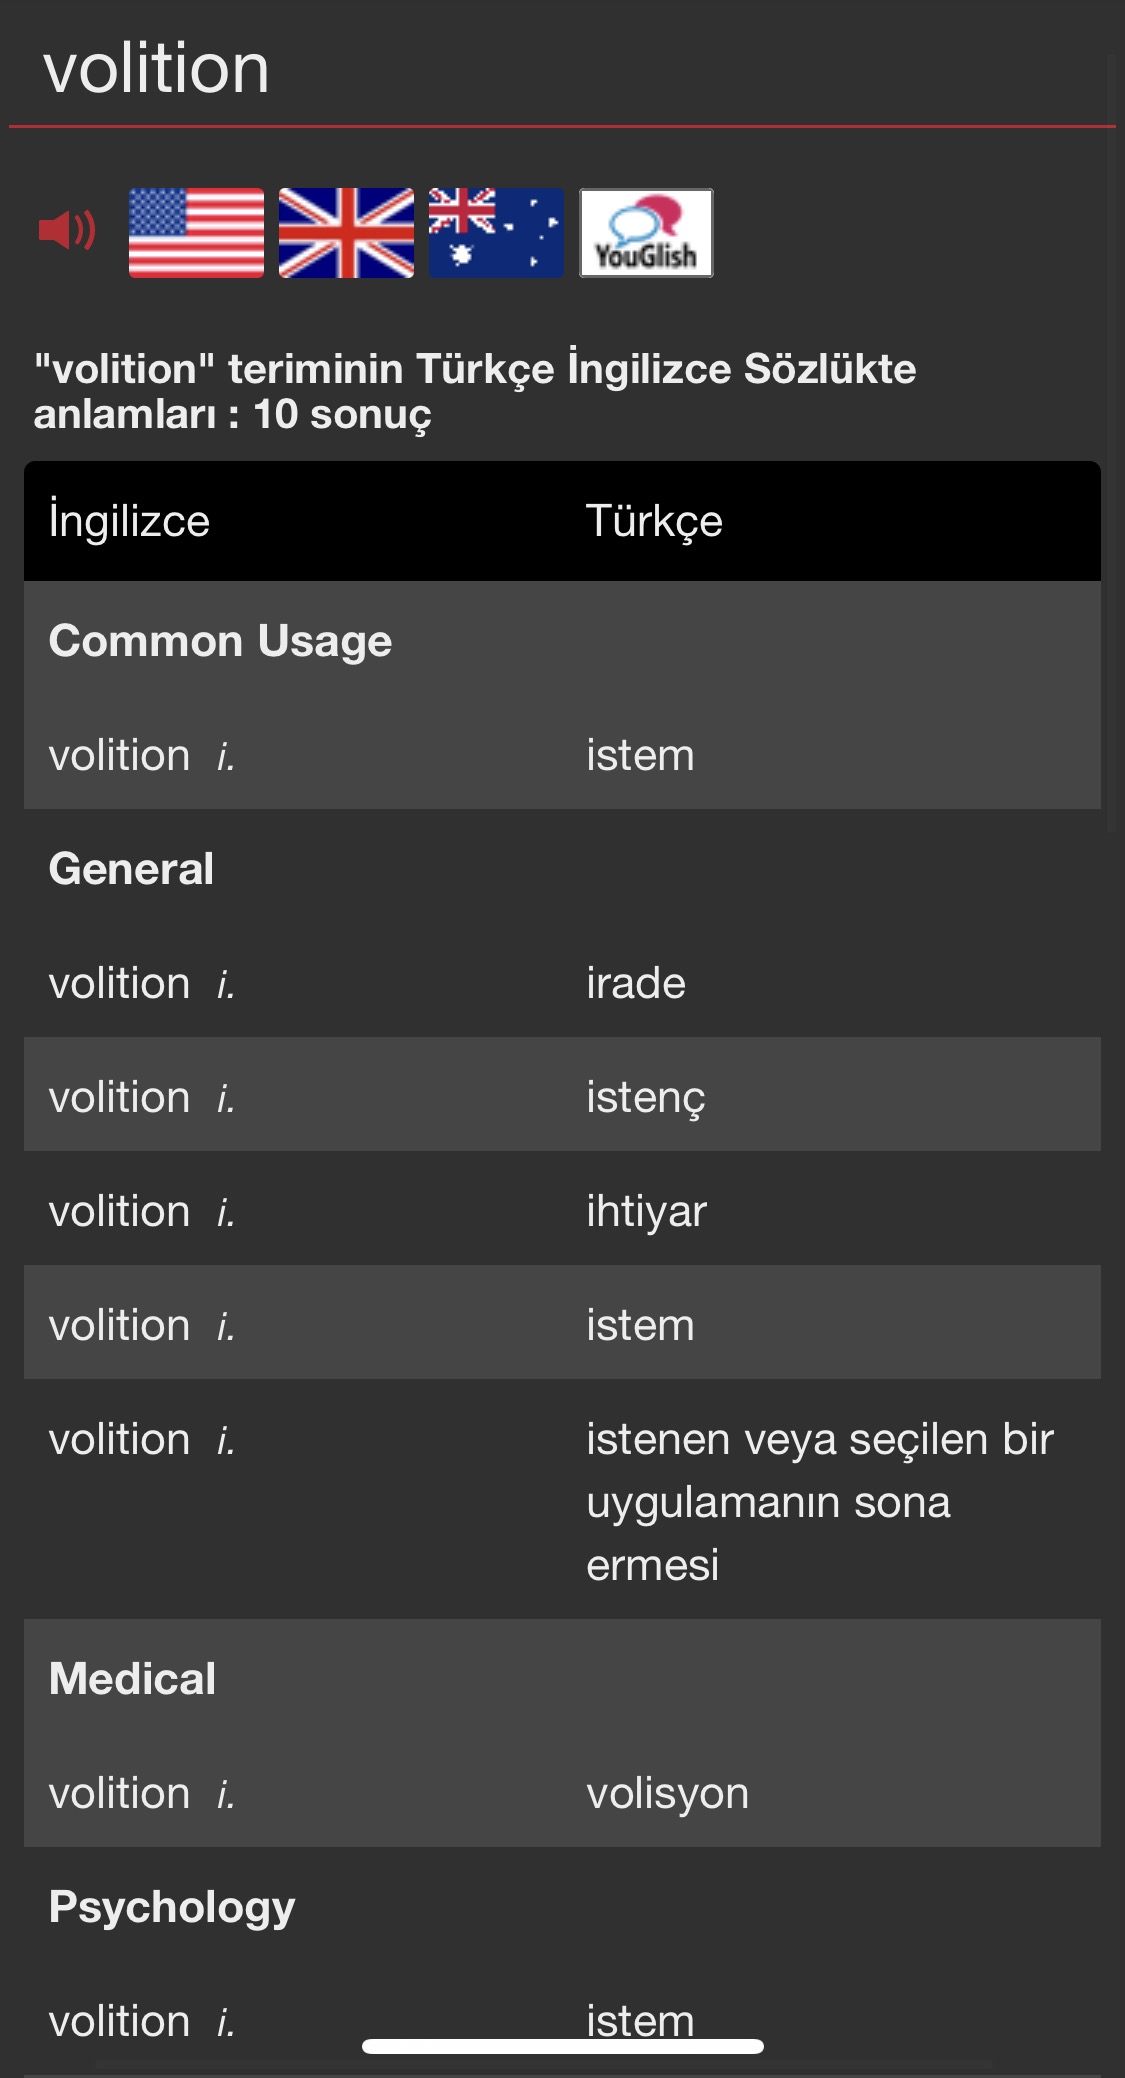 volition
YouGlish
"volition" teriminin Türkçe İngilizce Sözlükte
anlamları : 10 sonuç
İngilizce Türkçe
Common Usage
volition i. istem
General
volition i. irade
volition i. istenç
volition i. ihtiyar
volition i. istem
volition i. istenen veya seçilen bir
uygulamanın sona
ermesi
Medical
volition i. volisyon
Psychology
volition i. istem